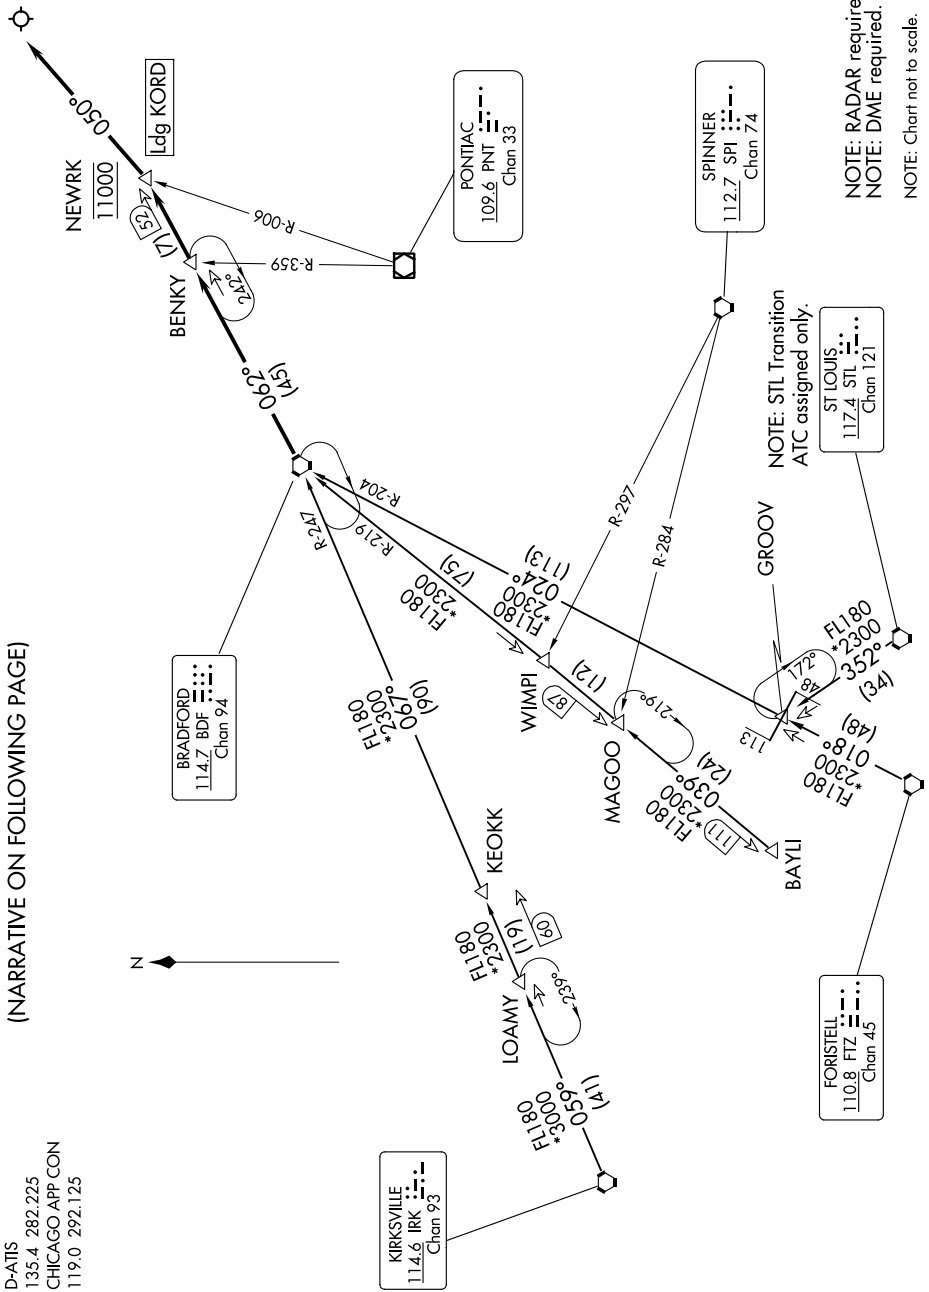 D-ATIS
135.4 282.225
CHICAGO APP CON
119.0 292.125
(NARRATIVE ON FOLLOWING PAGE)
N
NEWRK
11000
050°
Ldg KORD
52
(7)
BENKY
242°
R-006
R-359
PONTIAC
109.6 PNT
Chan 33
062°
(45)
BRADFORD
114.7 BDF
Chan 94
R-247
R-219
R-204
SPINNER
112.7 SPI
Chan 74
R-297
R-284
FL180
*2300
067°
(90)
FL180
*2300
(75)
FL180
*2300
024°
(113)
WIMPI
(12)
87
MAGOO
219°
FL180
*2300
039°
(24)
111
BAYLI
KEOKK
FL180
*2300
(19)
60
LOAMY
239°
FL180
*3000
059°
(41)
KIRKSVILLE
114.6 IRK
Chan 93
GROOV
172°
48
113
FL180
*2300
352°
(34)
FL180
*2300
018°
(48)
FORISTELL
110.8 FTZ
Chan 45
NOTE: STL Transition
ATC assigned only.
ST LOUIS
117.4 STL
Chan 121
NOTE: RADAR require
NOTE: DME required.
NOTE: Chart not to scale.